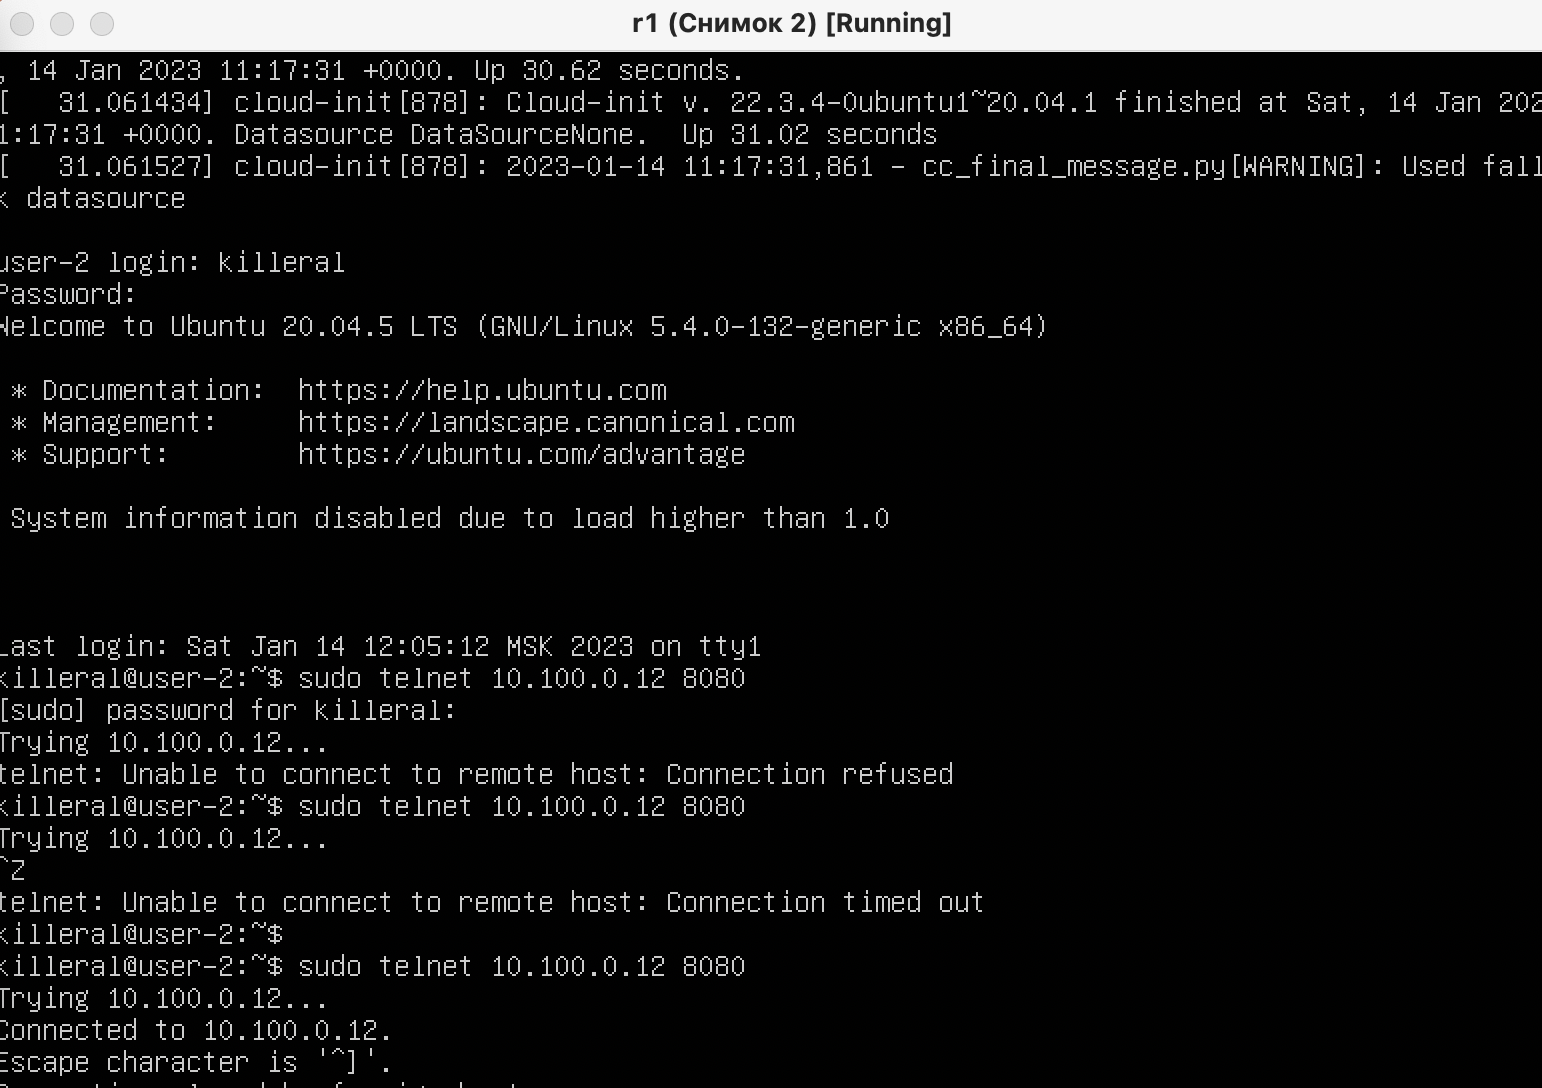 r1 (Снимок 2) [Running]
, 14 Jan 2023 11:17:31 +0000. Up 30.62 seconds.
[   31.061434] cloud-init[878]: Cloud-init v. 22.3.4-0ubuntu1~20.04.1 finished at Sat, 14 Jan 202
1:17:31 +0000. Datasource DataSourceNone.  Up 31.02 seconds
[   31.061527] cloud-init[878]: 2023-01-14 11:17:31,861 - cc_final_message.py[WARNING]: Used fall
k datasource
user-2 login: killeral
Password:
Welcome to Ubuntu 20.04.5 LTS (GNU/Linux 5.4.0-132-generic x86_64)
* Documentation:  https://help.ubuntu.com
* Management:     https://landscape.canonical.com
* Support:        https://ubuntu.com/advantage
System information disabled due to load higher than 1.0
Last login: Sat Jan 14 12:05:12 MSK 2023 on tty1
killeral@user-2:~$ sudo telnet 10.100.0.12 8080
[sudo] password for killeral:
Trying 10.100.0.12...
telnet: Unable to connect to remote host: Connection refused
killeral@user-2:~$ sudo telnet 10.100.0.12 8080
Trying 10.100.0.12...
^Z
telnet: Unable to connect to remote host: Connection timed out
killeral@user-2:~$
killeral@user-2:~$ sudo telnet 10.100.0.12 8080
Trying 10.100.0.12...
Connected to 10.100.0.12.
Escape character is '^]'.